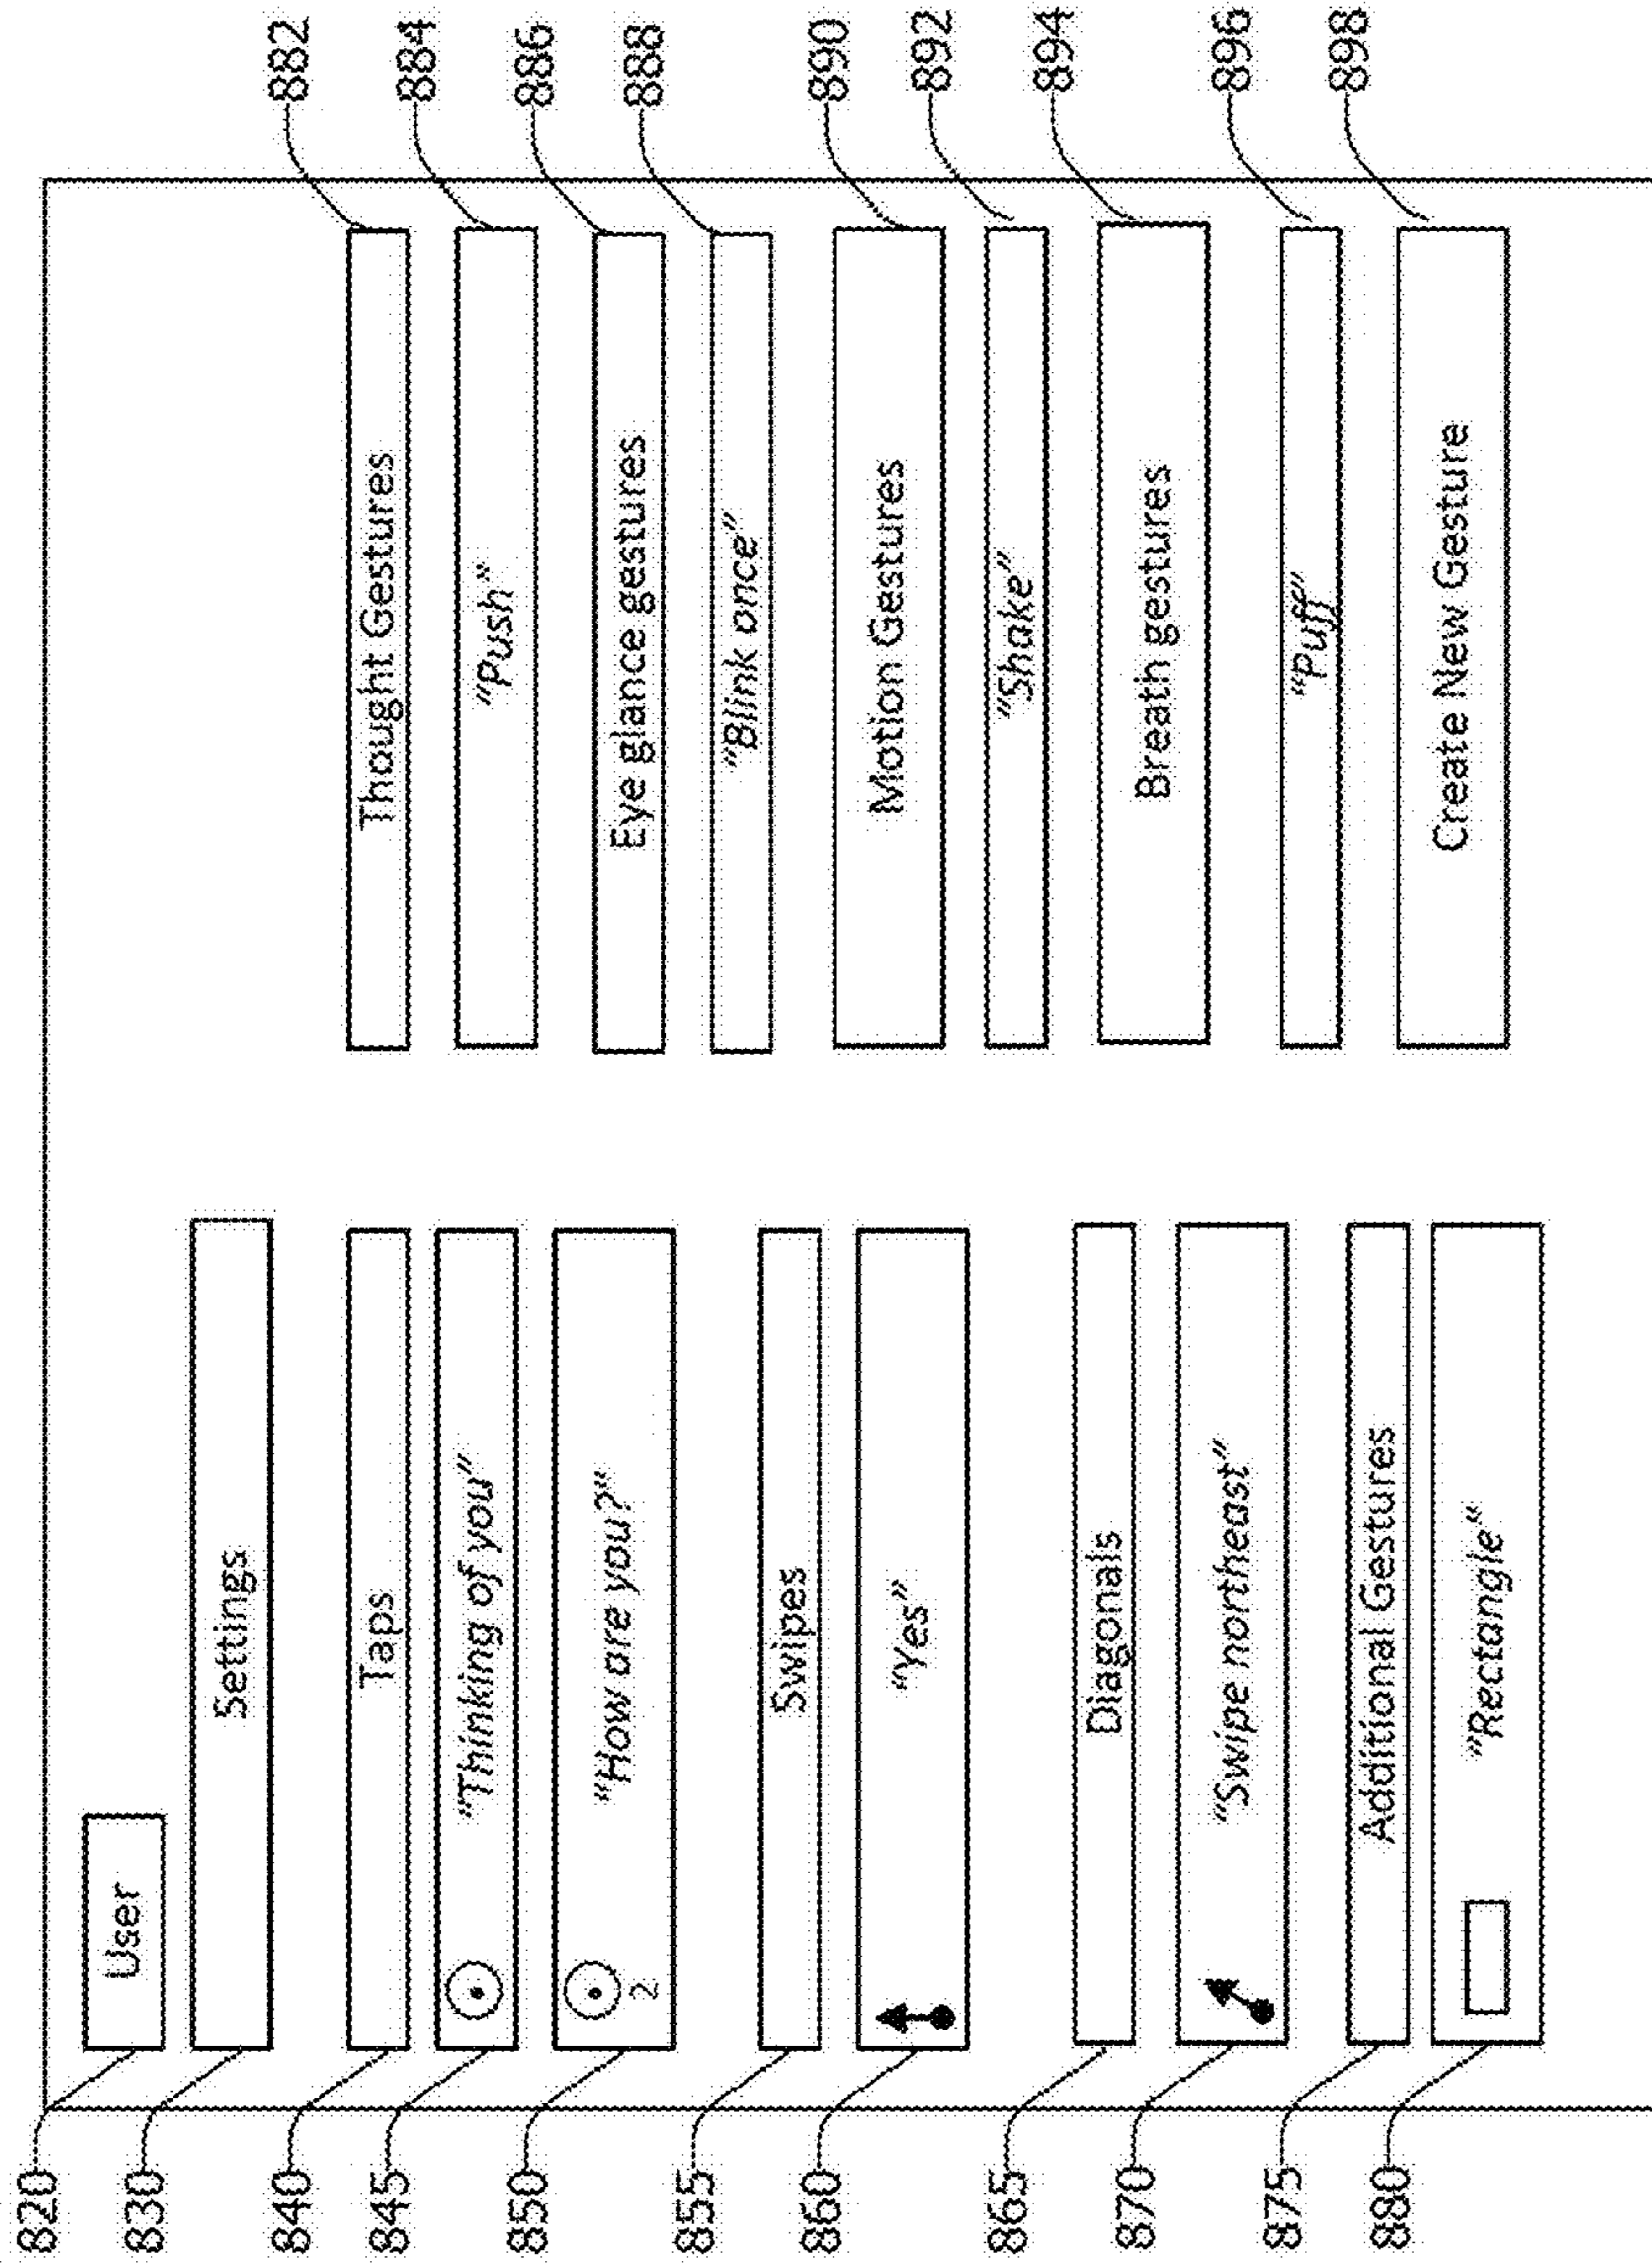 820
User
830
Settings
840
Taps
845
"Thinking of you"
850
"How are you?"
2
855
Swipes
860
"Yes"
865
Diagonals
870
"Swipe northeast"
875
Additional Gestures
880
"Rectangle"
882
Thought Gestures
884
"Push"
886
Eye glance gestures
888
"Blink once"
890
Motion Gestures
892
"Shake"
894
Breath gestures
896
"Puff"
898
Create New Gesture